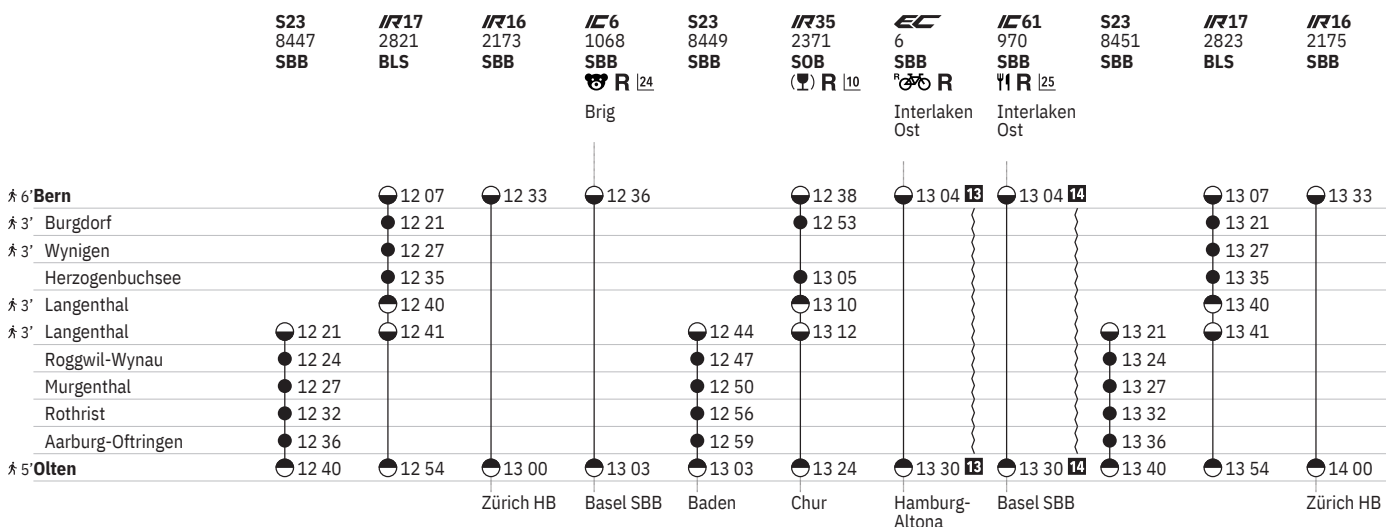 S23 IR17 IR16 IC6 S23 IR35 EC IC61 S23 IR17 IR16
8447 2821 2173 1068 8449 2371 6 970 8451 2823 2175
SBB BLS SBB SBB SBB SOB SBB SBB SBB BLS SBB
R 24 R 10 R R R 25
Brig Interlaken Interlaken
Ost Ost
6' Bern 12 07 12 33 12 36 12 38 13 04 13 13 04 14 13 07 13 33
3' Burgdorf 12 21 12 53 13 21
3' Wynigen 12 27 13 27
Herzogenbuchsee 12 35 13 05 13 35
3' Langenthal 12 40 13 10 13 40
3' Langenthal 12 21 12 41 12 44 13 12 13 21 13 41
Roggwil-Wynau 12 24 12 47 13 24
Murgenthal 12 27 12 50 13 27
Rothrist 12 32 12 56 13 32
Aarburg-Oftringen 12 36 12 59 13 36
5' Olten 12 40 12 54 13 00 13 03 13 03 13 24 13 30 13 13 30 14 13 40 13 54 14 00
Zürich HB Basel SBB Baden Chur Hamburg- Basel SBB Zürich HB
Altona